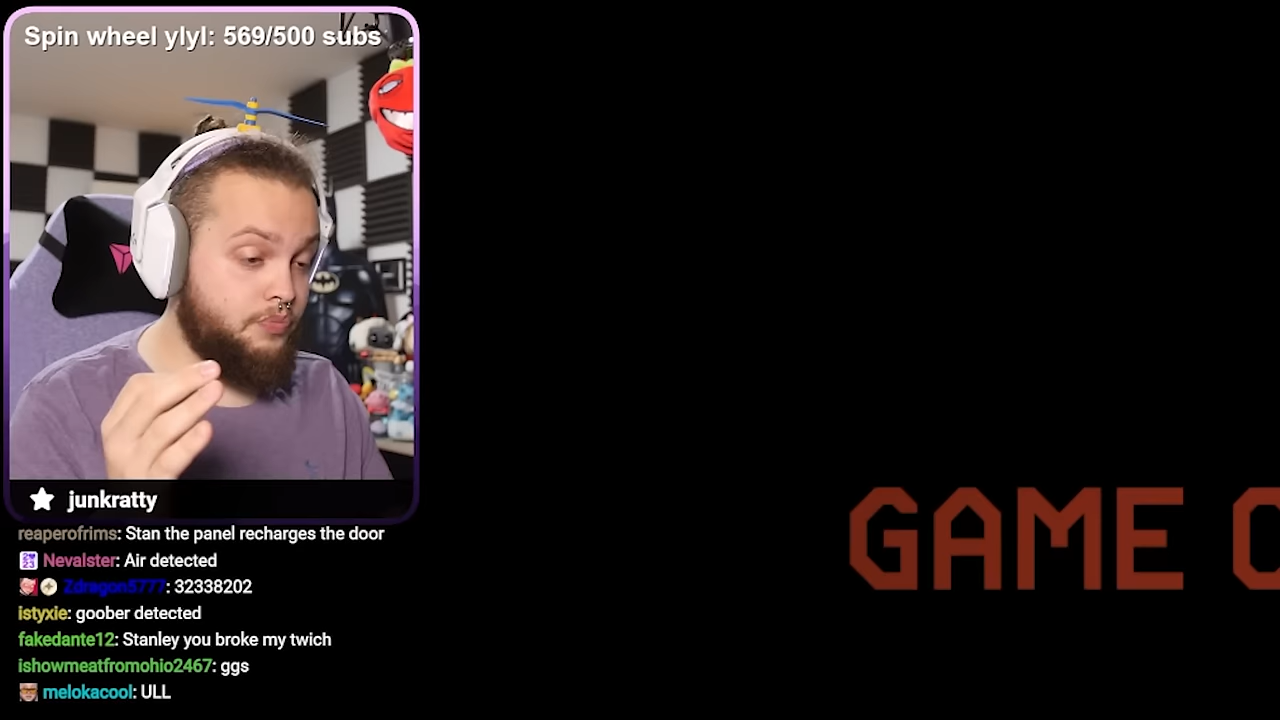 Spin wheel ylyl: 569/500 subs
junkratty
reaperofrims: Stan the panel recharges the door
Nevalster: Air detected
Zdragon5777: 32338202
istyxie: goober detected
fakedante12: Stanley you broke my twich
ishowmeatfromohio2467: ggs
melokacool: ULL
GAME